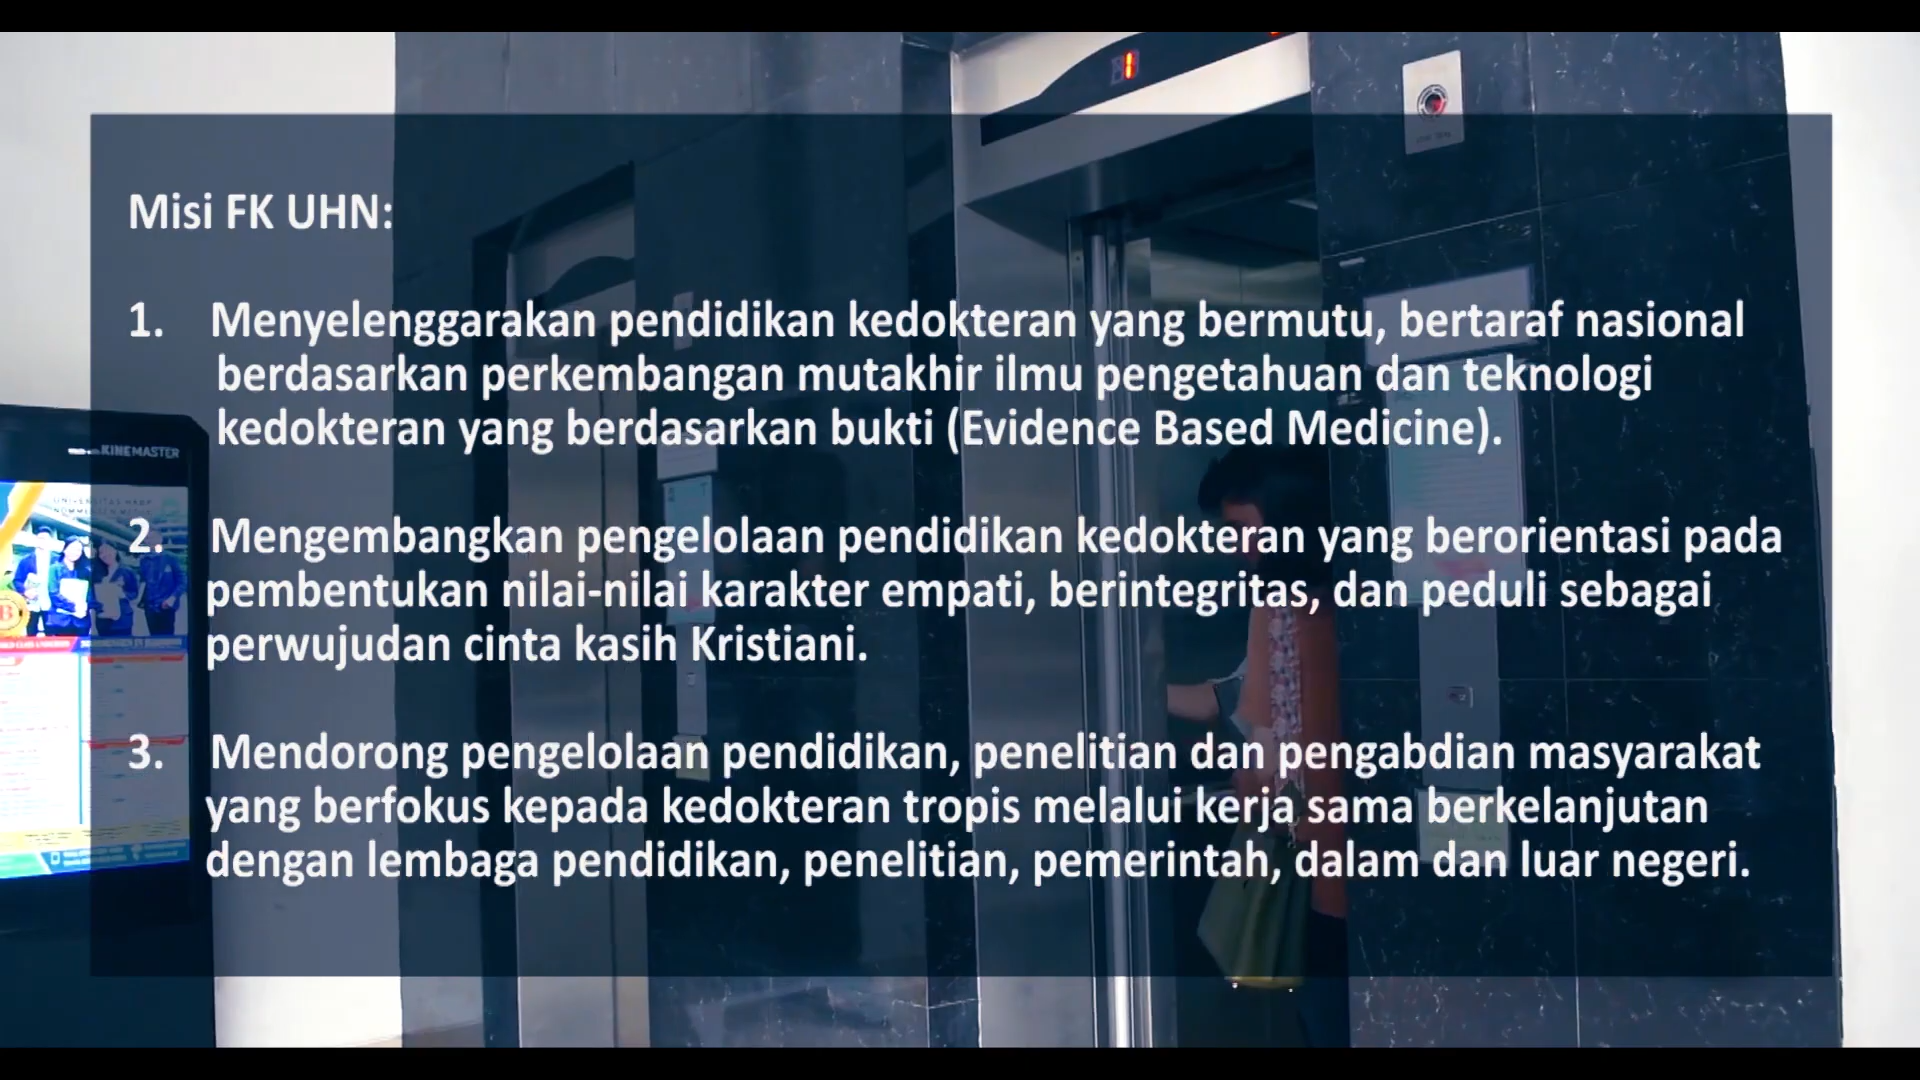 Misi FK UHN:
1. Menyelenggarakan pendidikan kedokteran yang bermutu, bertaraf nasional
berdasarkan perkembangan mutakhir ilmu pengetahuan dan teknologi
kedokteran yang berdasarkan bukti (Evidence Based Medicine).
KINEMASTER
2. Mengembangkan pengelolaan pendidikan kedokteran yang berorientasi pada
pembentukan nilai-nilai karakter empati, berintegritas, dan peduli sebagai
perwujudan cinta kasih Kristiani.
3. Mendorong pengelolaan pendidikan, penelitian dan pengabdian masyarakat
yang berfokus kepada kedokteran tropis melalui kerja sama berkelanjutan
dengan lembaga pendidikan, penelitian, pemerintah, dalam dan luar negeri.